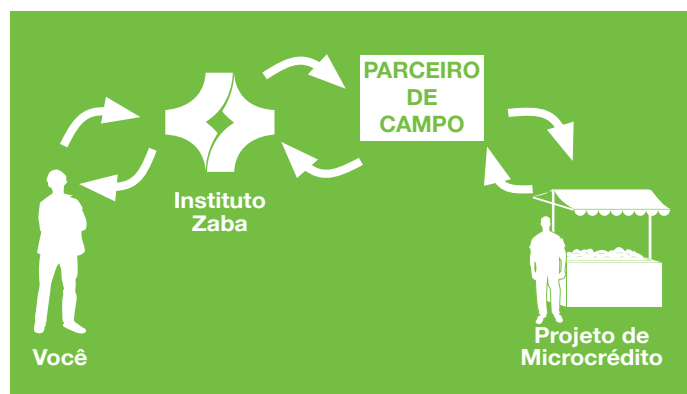 PARCEIRO
DE
CAMPO
Instituto
Zaba
Você
Projeto de
Microcrédito